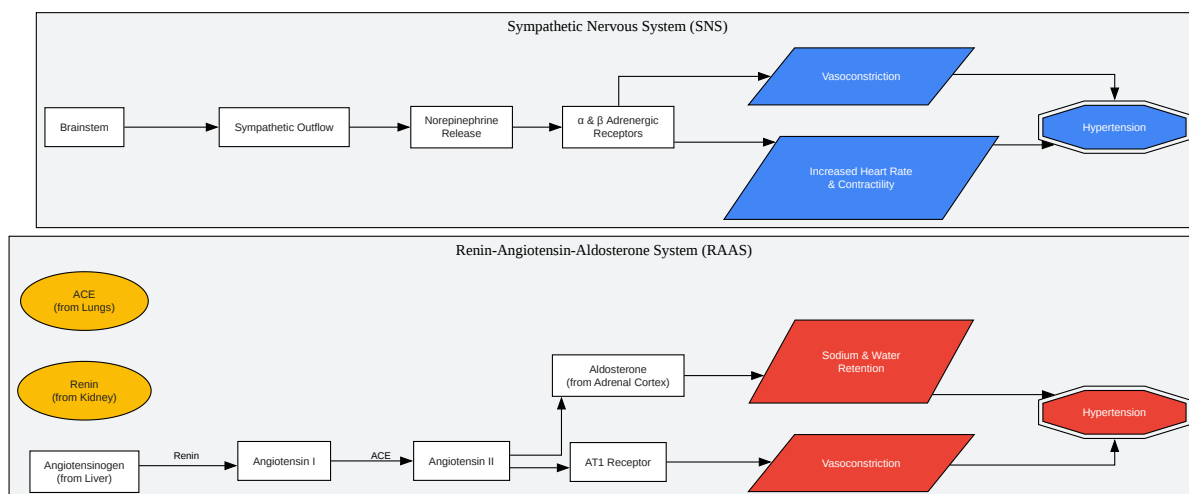 Sympathetic Nervous System (SNS)
Brainstem
Sympathetic Outflow
Norepinephrine
Release
α & β Adrenergic
Receptors
Vasoconstriction
Increased Heart Rate
& Contractility
Hypertension
Renin-Angiotensin-Aldosterone System (RAAS)
ACE
(from Lungs)
Renin
(from Kidney)
Angiotensinogen
(from Liver)
Renin
Angiotensin I
ACE
Angiotensin II
Aldosterone
(from Adrenal Cortex)
AT1 Receptor
Sodium & Water
Retention
Vasoconstriction
Hypertension